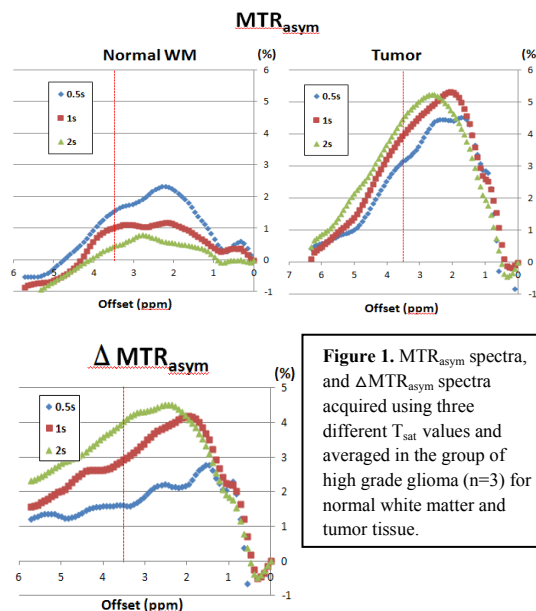 MTRasym
Normal WM
(%)
Tumor
(%)
0.5s
1s
2s
6
5
4
3
2
1
0
-1
6
5
4
3
2
1
0
Offset (ppm)
0.5s
1s
2s
6
5
4
3
2
1
0
-1
7
6
5
4
3
2
1
0
Offset (ppm)
Δ MTRasym
(%)
0.5s
1s
2s
5
4
3
2
1
0
-1
6
5
4
3
2
1
0
Offset (ppm)
Figure 1. MTRasym spectra,
and △MTRasym spectra
acquired using three
different Tsat values and
averaged in the group of
high grade glioma (n=3) for
normal white matter and
tumor tissue.